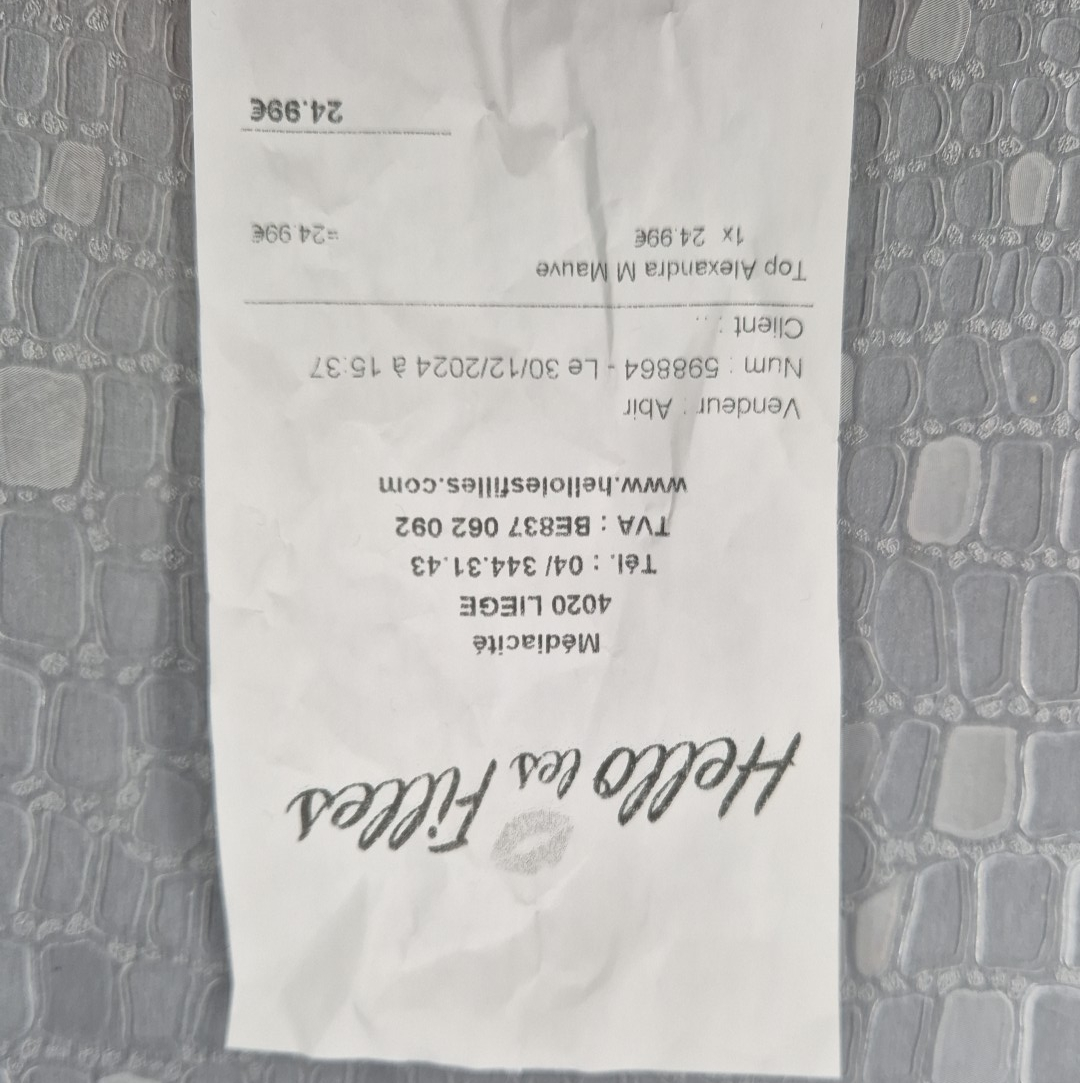 Hello les Filles
Médiacité
4020 LIEGE
Tél. : 04/ 344.31.43
TVA : BE837 062 092
www.hellolesfilles.com
Vendeur : Abir
Num : 598864 - Le 30/12/2024 à 15:37
Client : , ,
Top Alexandra M Mauve
1x 24.99€ =24.99€
24.99€